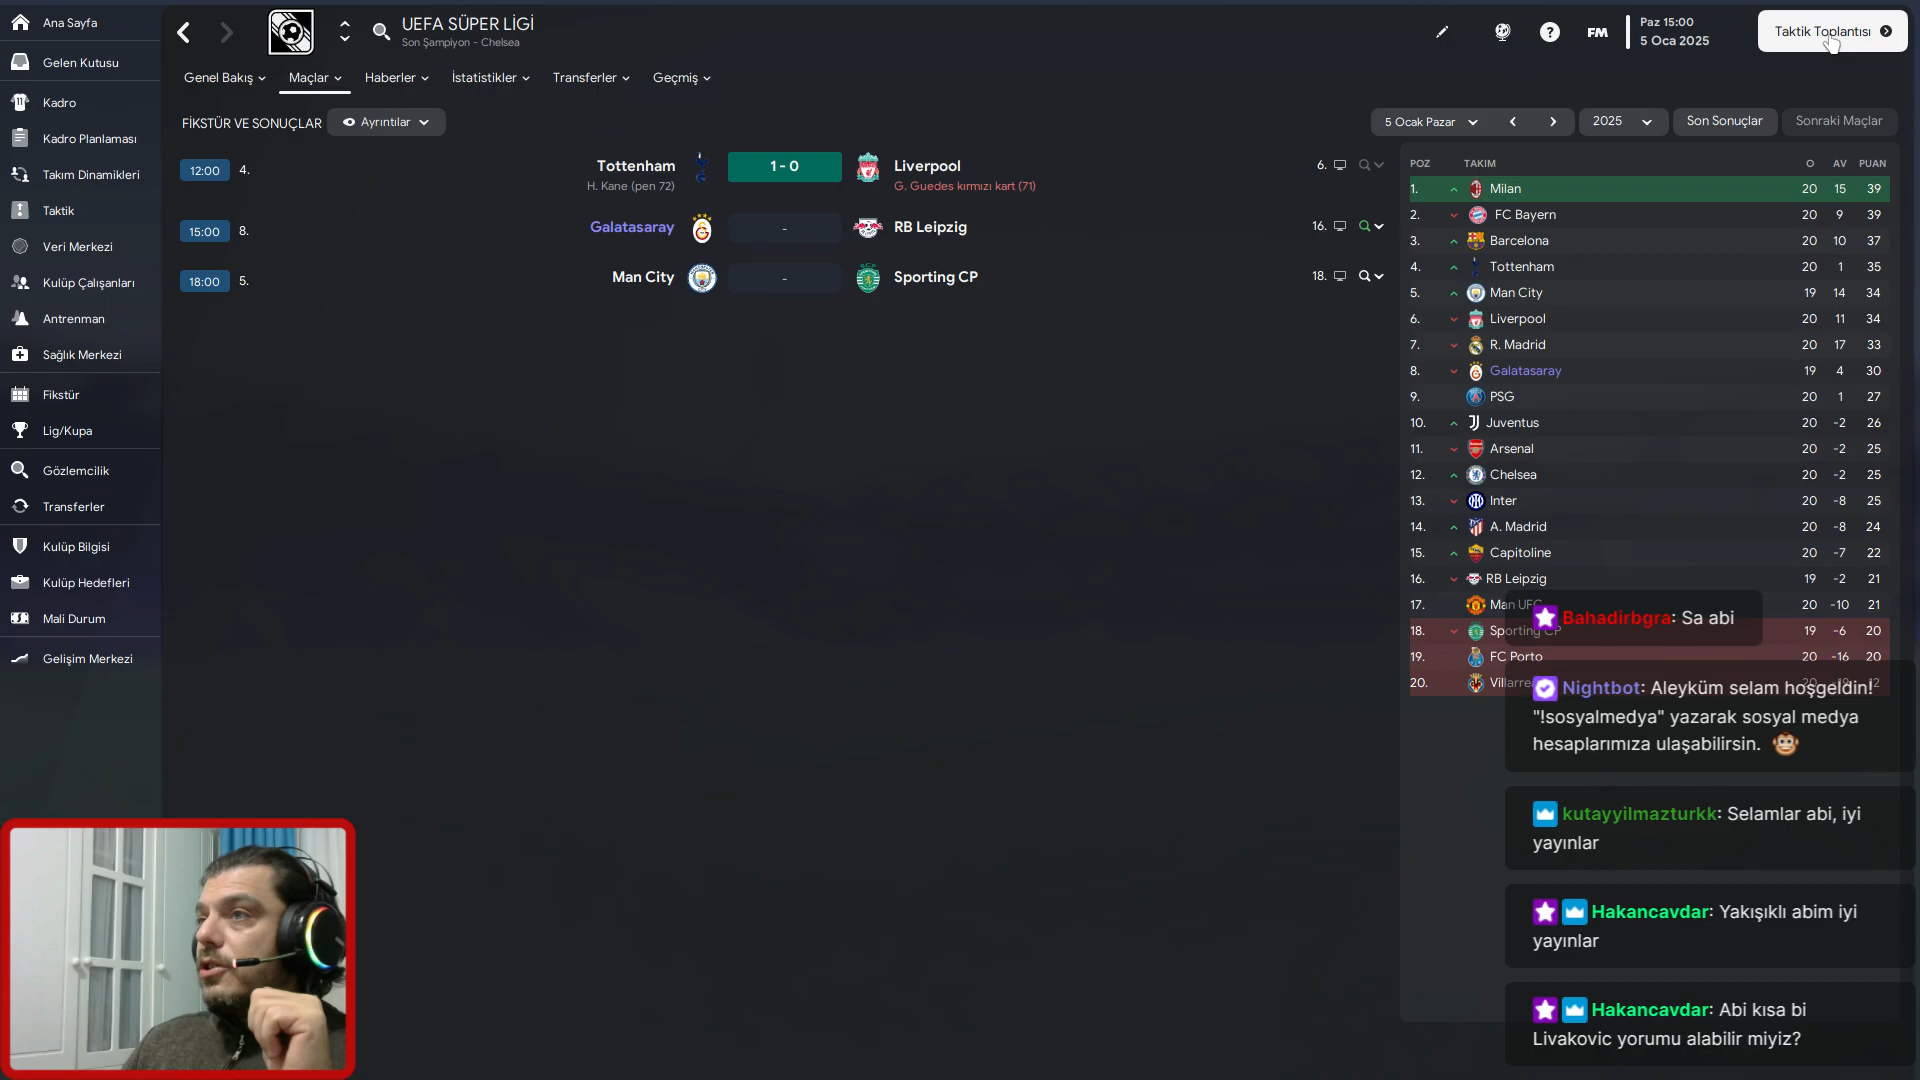 Ana Sayfa
Gelen Kutusu
Kadro
Kadro Planlaması
Takım Dinamikleri
Taktik
Veri Merkezi
Kulüp Çalışanları
Antrenman
Sağlık Merkezi
Fikstür
Lig/Kupa
Gözlemcilik
Transferler
Kulüp Bilgisi
Kulüp Hedefleri
Mali Durum
Gelişim Merkezi
UEFA SÜPER LİGİ
Son Şampiyon - Chelsea
FM
Paz 15:00
5 Oca 2025
Taktik Toplantısı
Genel Bakış Maçlar Haberler İstatistikler Transferler Geçmiş
FİKSTÜR VE SONUÇLAR Ayrıntılar
5 Ocak Pazar 2025 Son Sonuçlar Sonraki Maçlar
12:00 4. Tottenham 1 - 0 Liverpool 6.
H. Kane (pen 72) G. Guedes kırmızı kart (71)
15:00 8. Galatasaray - RB Leipzig 16.
18:00 5. Man City - Sporting CP 18.
POZ TAKIM O AV PUAN
1. Milan 20 15 39
2. FC Bayern 20 9 39
3. Barcelona 20 10 37
4. Tottenham 20 1 35
5. Man City 19 14 34
6. Liverpool 20 11 34
7. R. Madrid 20 17 33
8. Galatasaray 19 4 30
9. PSG 20 1 27
10. Juventus 20 -2 26
11. Arsenal 20 -2 25
12. Chelsea 20 -2 25
13. Inter 20 -8 25
14. A. Madrid 20 -8 24
15. Capitoline 20 -7 22
16. RB Leipzig 19 -2 21
17. Man UFC 20 -10 21
18. Sporting CP 19 -6 20
19. FC Porto 20 -16 20
20.
Bahadirbgra: Sa abi
Nightbot: Aleyküm selam hoşgeldin!
"!sosyalmedya" yazarak sosyal medya
hesaplarımıza ulaşabilirsin.
kutayyilmazturkk: Selamlar abi, iyi
yayınlar
Hakancavdar: Yakışıklı abim iyi
yayınlar
Hakancavdar: Abi kısa bi
Livakovic yorumu alabilir miyiz?